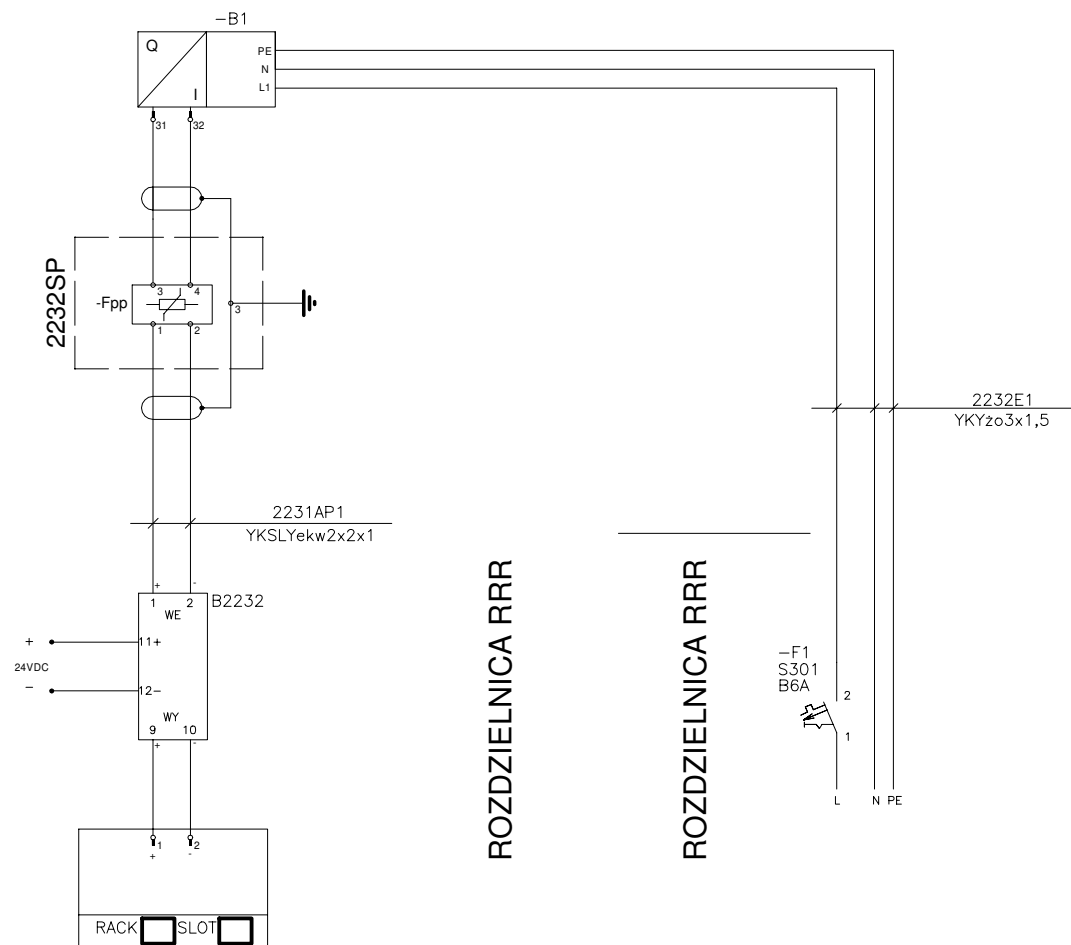 -B1
Q
I
PE
N
L1
31
32
2232SP
3
4
-Fpp
3
1
2
2232E1
YKYżo3x1,5
2231AP1
YKSLYekw2x2x1
ROZDZIELNICA RRR
ROZDZIELNICA RRR
+
-
1
2
B2232
WE
+
11+
24VDC
-
12-
WY
9
10
+
-
-F1
S301
B6A
2
1
L
N
PE
1
2
+
-
RACK
SLOT